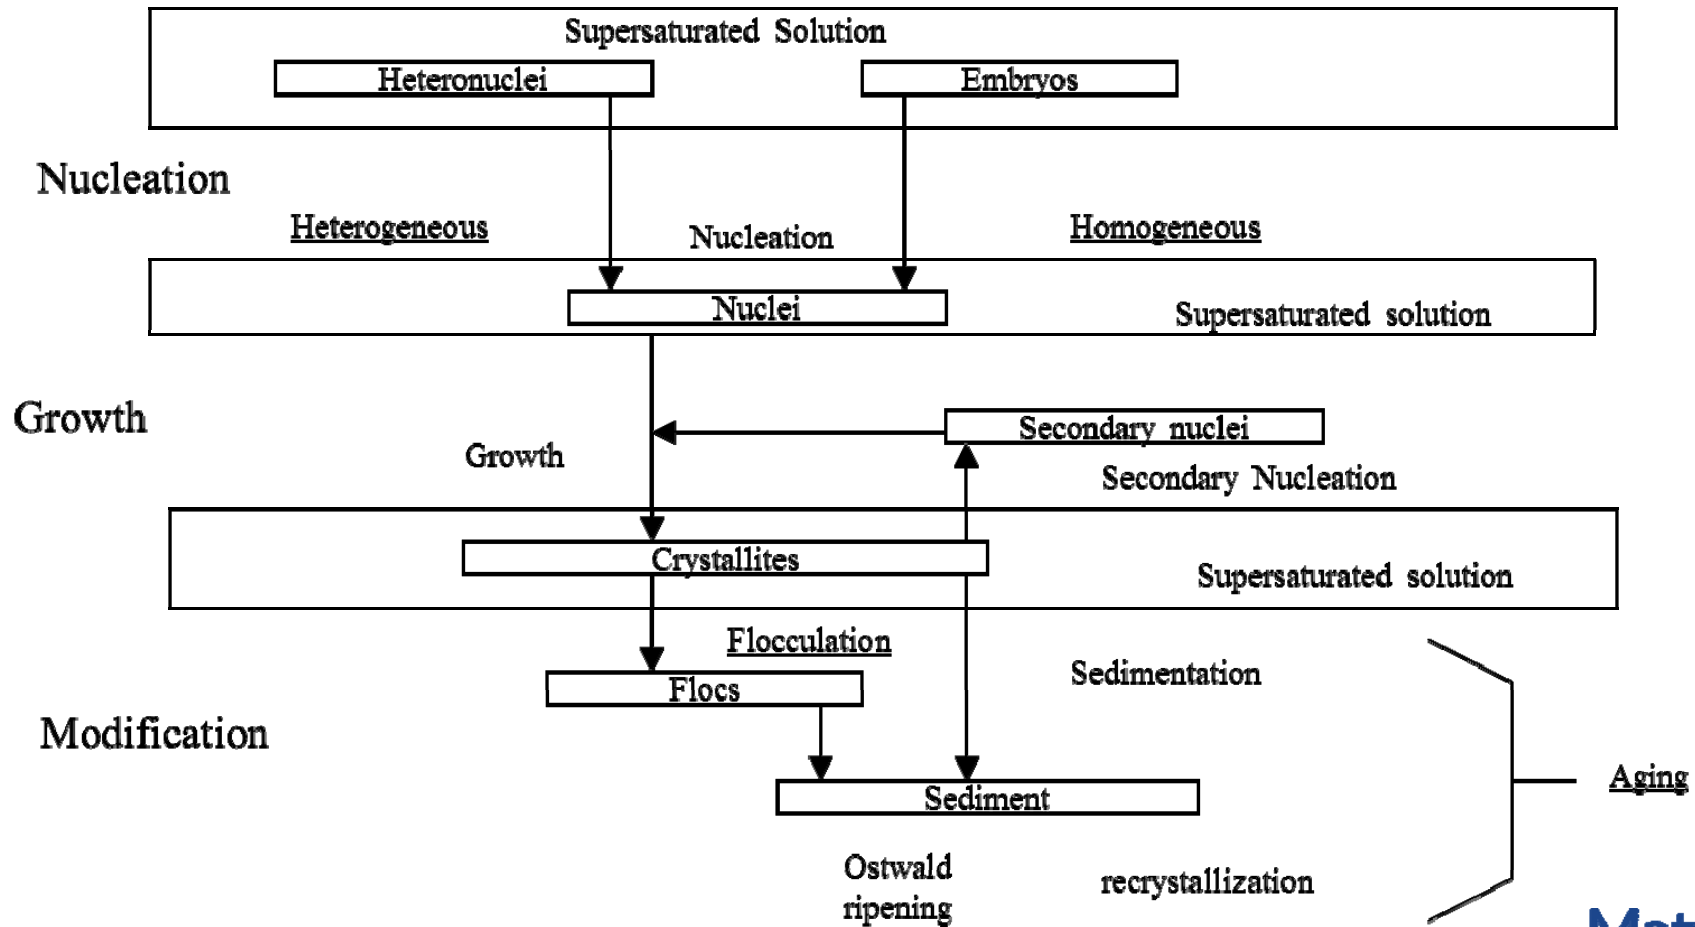 Supersaturated Solution
Heteronuclei
Embryos
Nucleation
Heterogeneous
Nucleation
Homogeneous
Nuclei
Supersaturated solution
Growth
Secondary nuclei
Growth
Secondary Nucleation
Crystallites
Supersaturated solution
Flocculation
Sedimentation
Flocs
Modification
Aging
Sediment
Ostwald
ripening
recrystallization